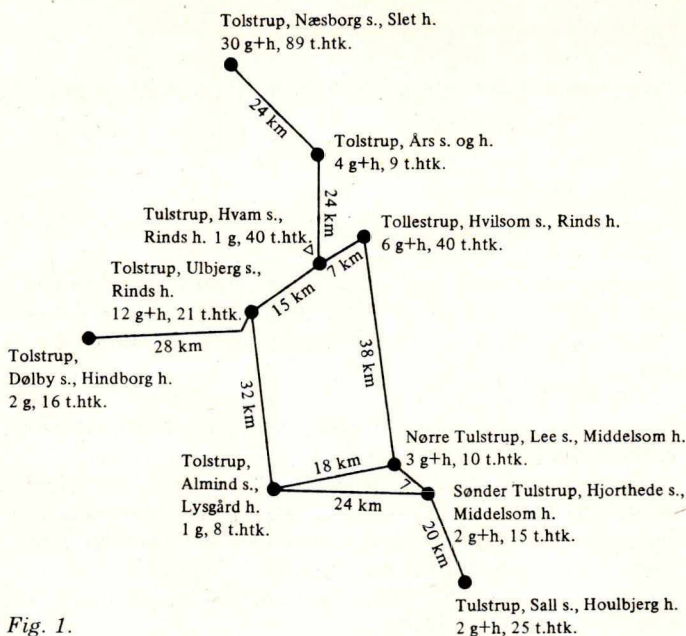 Tolstrup, Næsborg s., Slet h.
30 g+h, 89 t.htk.
24 km
Tolstrup, Års s. og h.
4 g+h, 9 t.htk.
24 km
Tulstrup, Hvam s.,
Rinds h. 1 g, 40 t.htk.
Tollestrup, Hvilsom s., Rinds h.
6 g+h, 40 t.htk.
7 km
Tolstrup, Ulbjerg s.,
Rinds h.
12 g+h, 21 t.htk.
15 km
28 km
Tolstrup,
Dølby s., Hindborg h.
2 g, 16 t.htk.
32 km
38 km
Nørre Tulstrup, Lee s., Middelsom h.
3 g+h, 10 t.htk.
18 km
Tolstrup,
Almind s.,
Lysgård h.
1 g, 8 t.htk.
7
24 km
Sønder Tulstrup, Hjorthede s.,
Middelsom h.
2 g+h, 15 t.htk.
20 km
Tulstrup, Sall s., Houlbjerg h.
2 g+h, 25 t.htk.
Fig. 1.